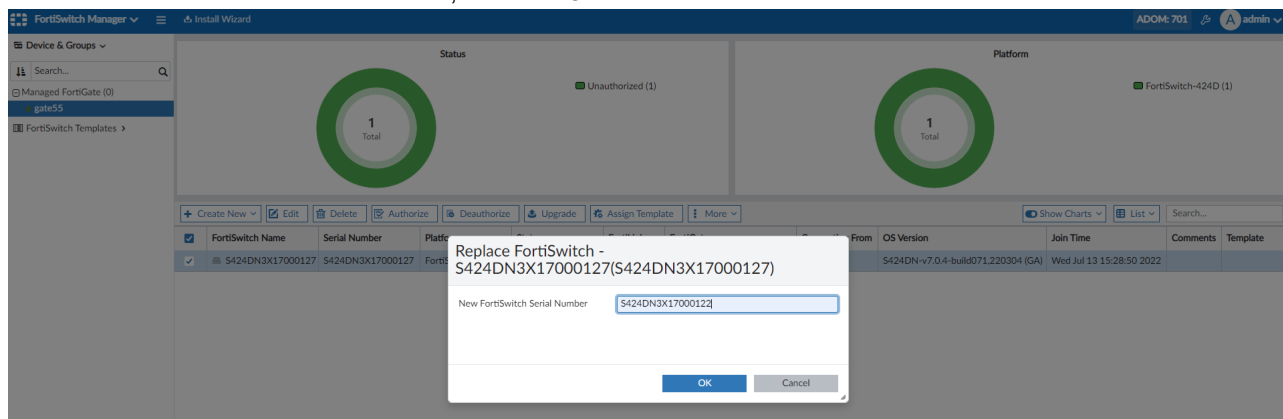 FortiSwitch Manager
Install Wizard
ADOM: 701
A
admin
Device & Groups
Search...
Managed FortiGate (0)
gate55
FortiSwitch Templates
Status
1
Total
Unauthorized (1)
Platform
1
Total
FortiSwitch-424D (1)
+ Create New
Edit
Delete
Authorize
Deauthorize
Upgrade
Assign Template
More
Show Charts
List
Search...
FortiSwitch Name
Serial Number
From
OS Version
Join Time
Comments
Template
S424DN3X17000127
S424DN3X17000127
S424DN-v7.0.4-build071,220304 (GA)
Wed Jul 13 15:28:50 2022
Replace FortiSwitch -
S424DN3X17000127(S424DN3X17000127)
New FortiSwitch Serial Number
S424DN3X17000122
OK
Cancel